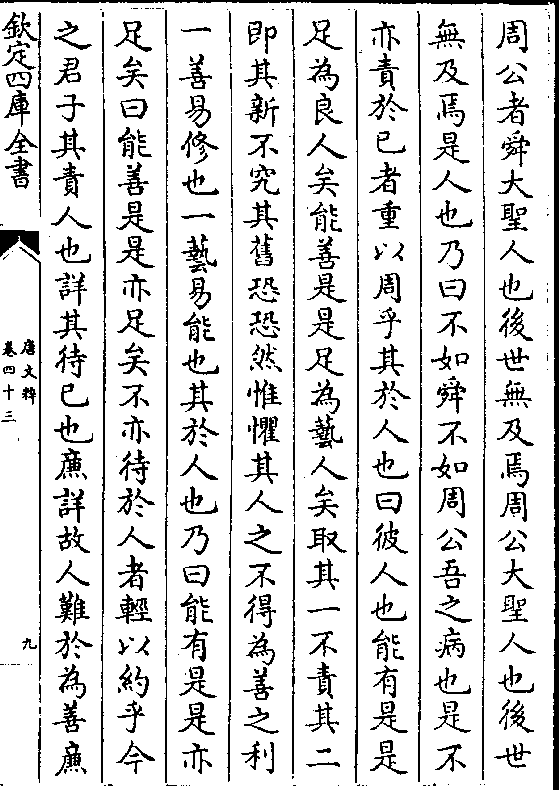 周公者舜大聖人也後世無及焉周公大聖人也後世
無及焉是人也乃曰不如舜不如周公吾之病也是不
亦責於已者重以周乎其於人也曰彼人也能有是是
足為良人矣能善是是足為藝人矣取其一不責其二
即其新不究其舊恐恐然惟懼其人之不得為善之利
一善易修也一藝易能也其於人也乃曰能有是是亦
足矣曰能善是是亦足矣不亦待於人者輕以約乎今
之君子其責人也詳其待已也廉詳故人難於為善廉
欽定四庫全書
唐文粹
卷四十三
九